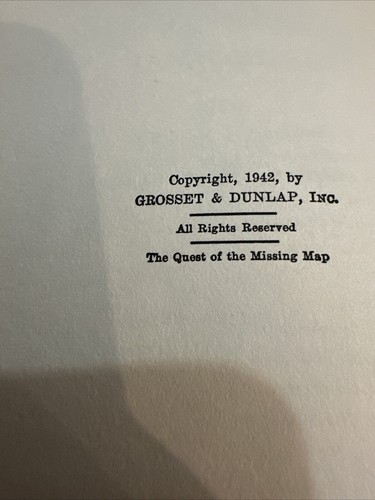 Copyright, 1942, by
GROSSET & DUNLAP, INC.
All Rights Reserved
The Quest of the Missing Map